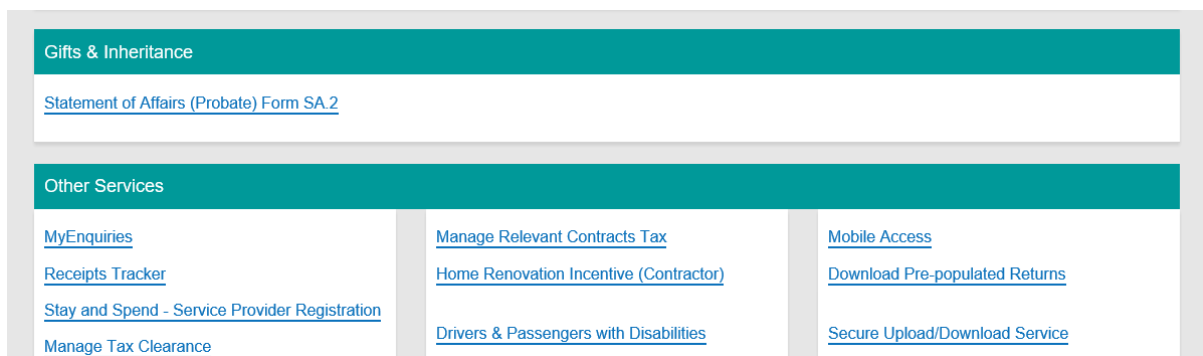 Gifts & Inheritance
Statement of Affairs (Probate) Form SA.2
Other Services
MyEnquiries
Receipts Tracker
Stay and Spend - Service Provider Registration
Manage Tax Clearance
Manage Relevant Contracts Tax
Home Renovation Incentive (Contractor)
Drivers & Passengers with Disabilities
Mobile Access
Download Pre-populated Returns
Secure Upload/Download Service